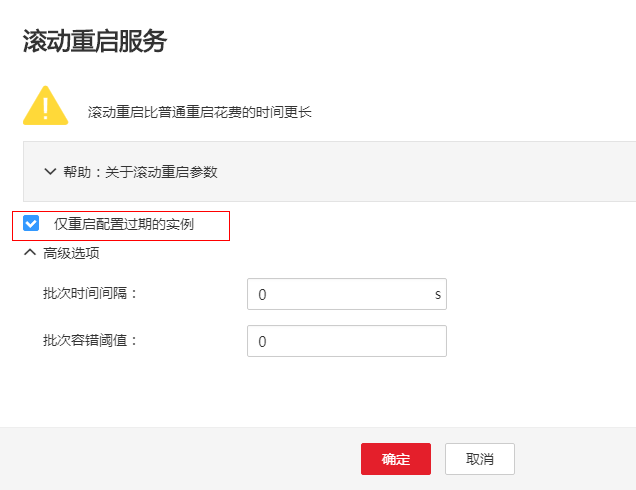 滚动重启服务
滚动重启比普通重启花费的时间更长
帮助：关于滚动重启参数
仅重启配置过期的实例
高级选项
批次时间间隔： 0 s
批次容错阈值： 0
确定 取消